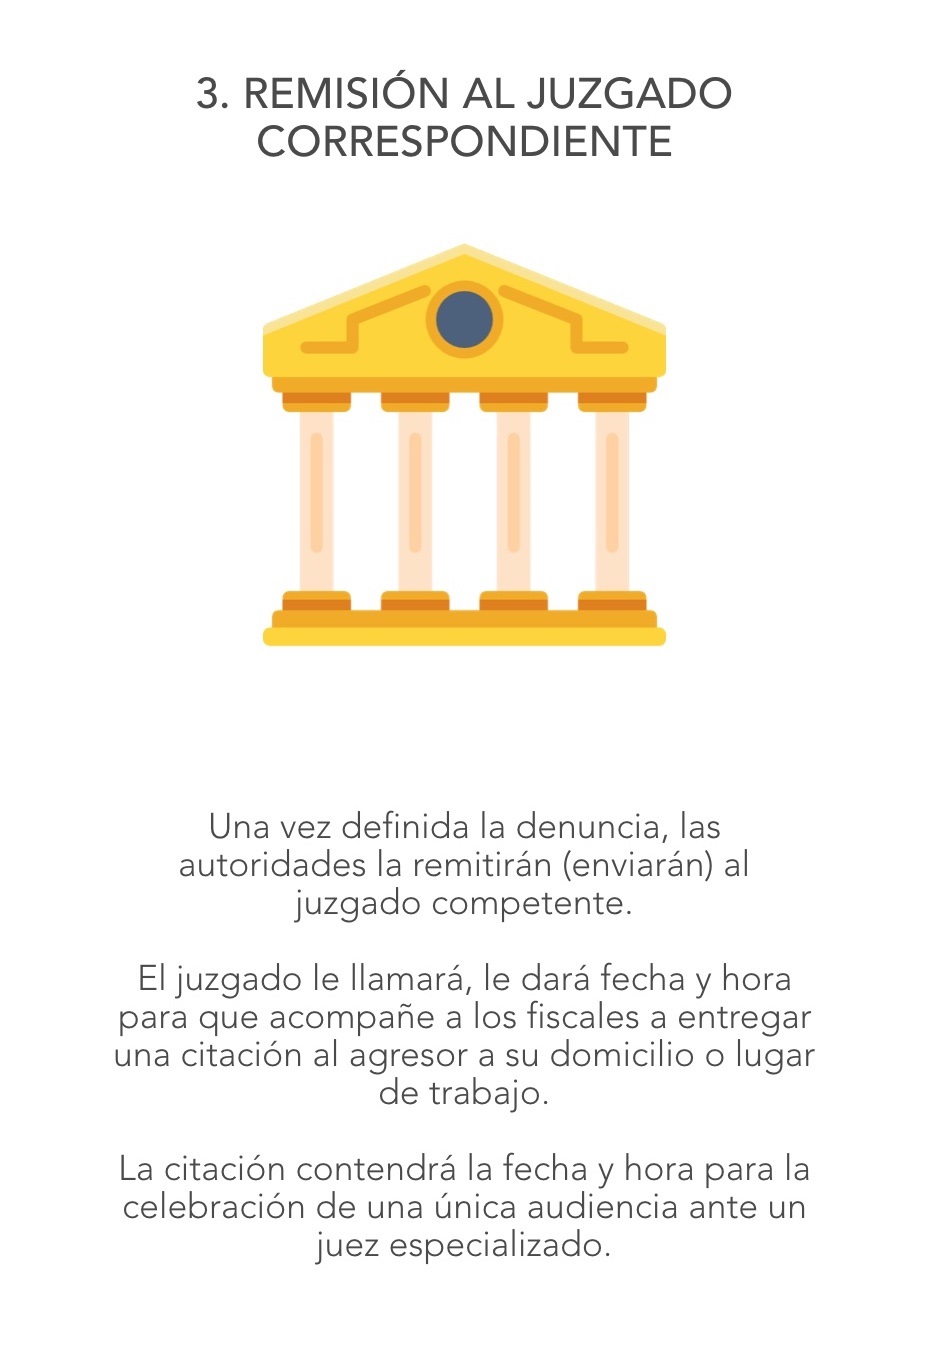 3. REMISIÓN AL JUZGADO
CORRESPONDIENTE
Una vez definida la denuncia, las
autoridades la remitirán (enviarán) al
juzgado competente.
El juzgado le llamará, le dará fecha y hora
para que acompañe a los fiscales a entregar
una citación al agresor a su domicilio o lugar
de trabajo.
La citación contendrá la fecha y hora para la
celebración de una única audiencia ante un
juez especializado.